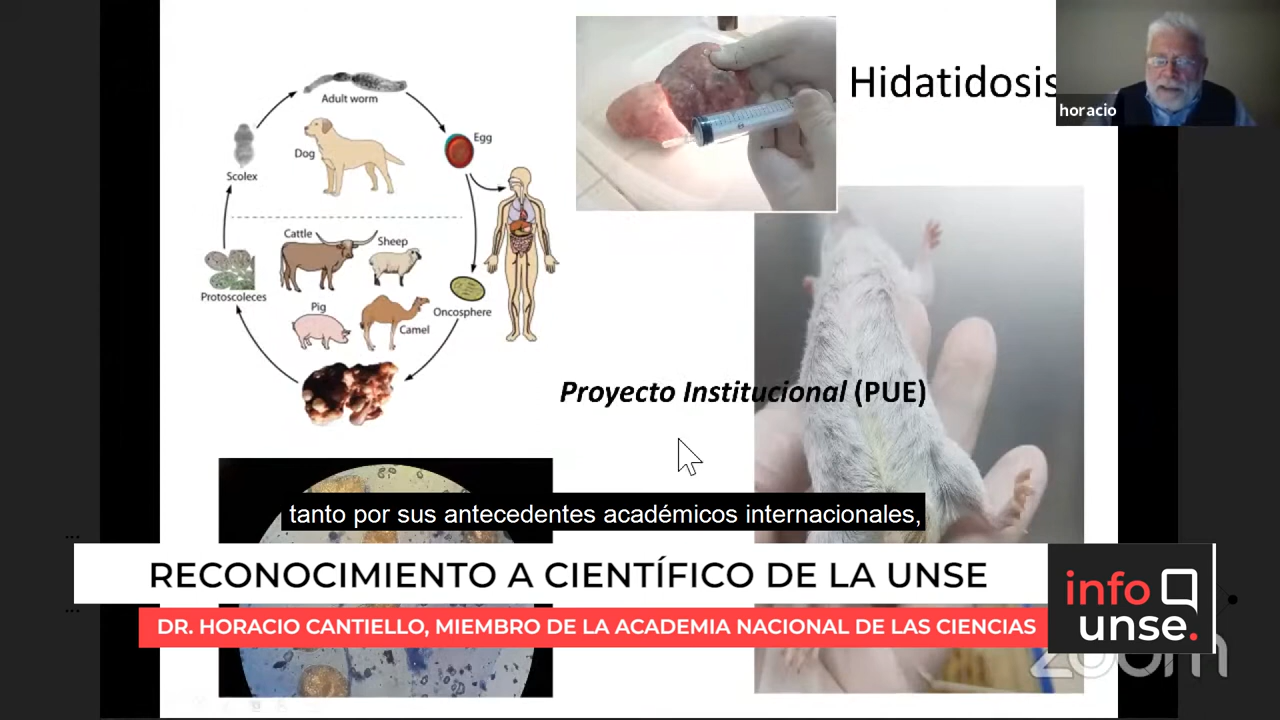 Hidatidosis
horacio
Adult worm
Egg
Dog
Scolex
Cattle
Sheep
Protoscoleces
Pig
Camel
Oncosphere
Proyecto Institucional (PUE)
tanto por sus antecedentes académicos internacionales,
RECONOCIMIENTO A CIENTÍFICO DE LA UNSE
DR. HORACIO CANTIELLO, MIEMBRO DE LA ACADEMIA NACIONAL DE LAS CIENCIAS
info
unse.
zoom